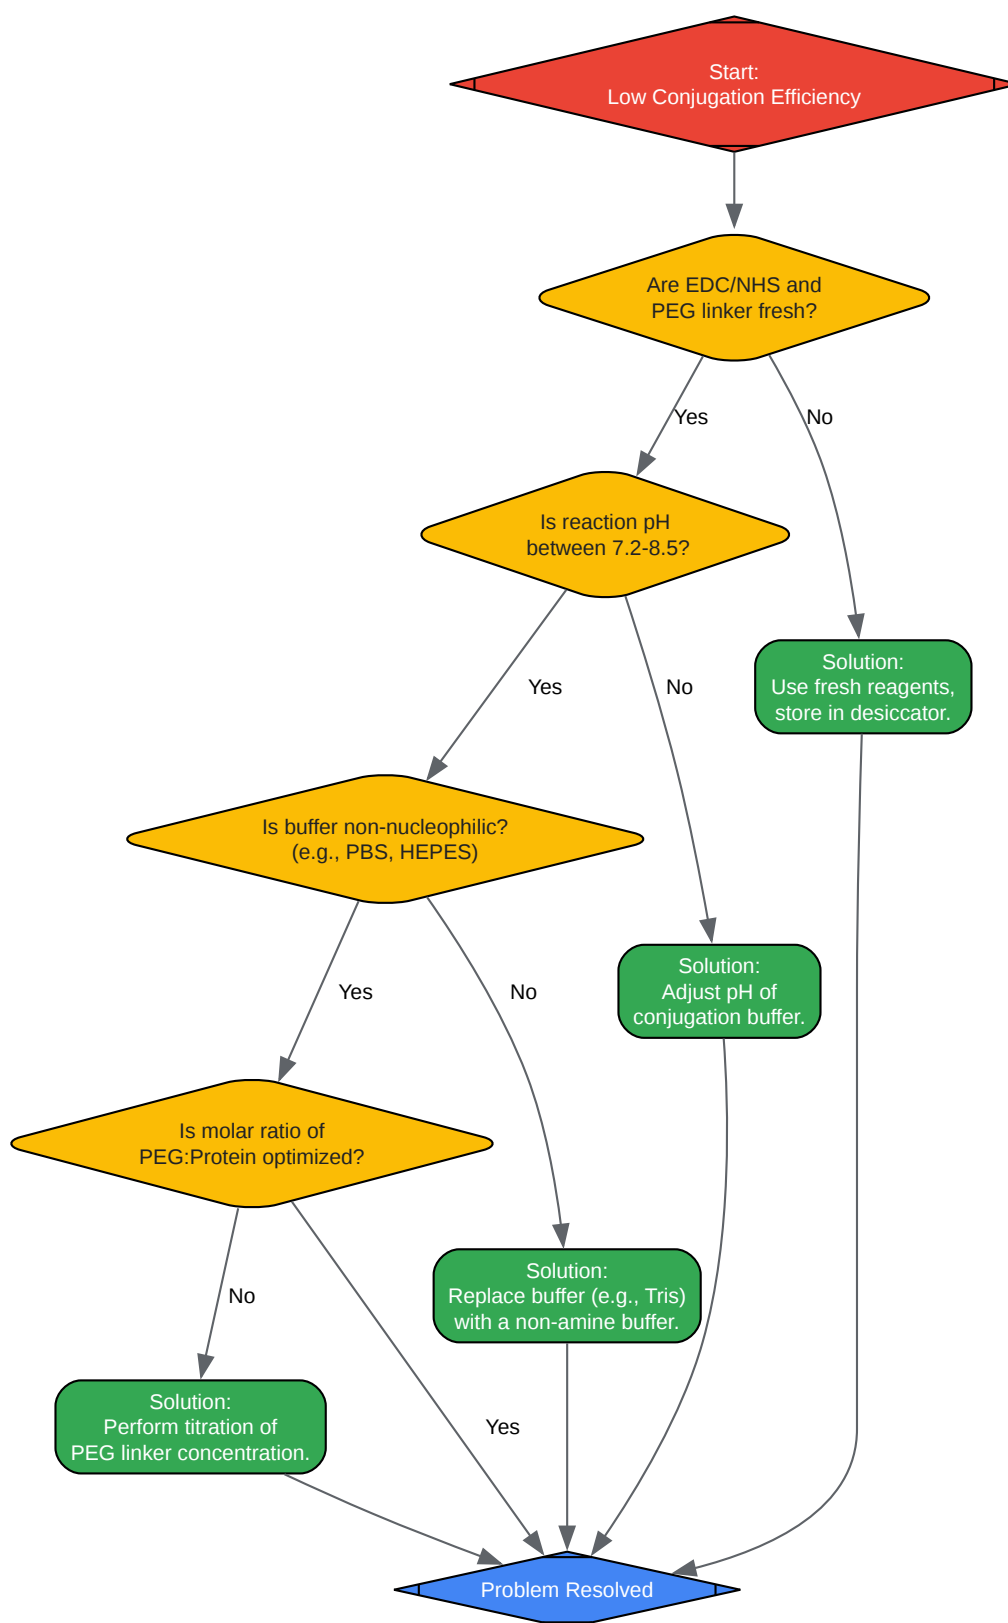 Start:
Low Conjugation Efficiency
Are EDC/NHS and
PEG linker fresh?
Yes
No
Is reaction pH
between 7.2-8.5?
Yes
No
Solution:
Use fresh reagents,
store in desiccator.
Is buffer non-nucleophilic?
(e.g., PBS, HEPES)
Yes
No
Solution:
Adjust pH of
conjugation buffer.
Is molar ratio of
PEG:Protein optimized?
No
Yes
Solution:
Replace buffer (e.g., Tris)
with a non-amine buffer.
Solution:
Perform titration of
PEG linker concentration.
Problem Resolved